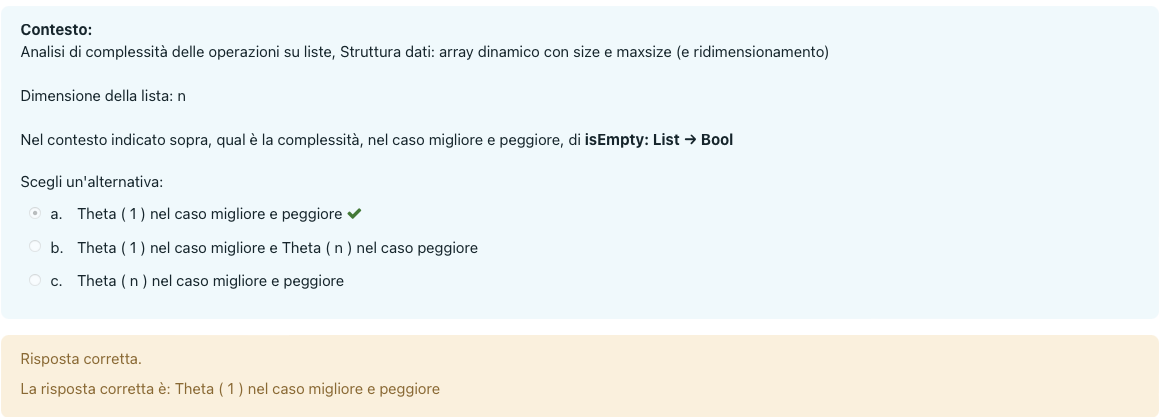 Contesto:
Analisi di complessità delle operazioni su liste, Struttura dati: array dinamico con size e maxsize (e ridimensionamento)
Dimensione della lista: n
Nel contesto indicato sopra, qual è la complessità, nel caso migliore e peggiore, di isEmpty: List → Bool
Scegli un'alternativa:
a. Theta ( 1 ) nel caso migliore e peggiore ✔
b. Theta ( 1 ) nel caso migliore e Theta ( n ) nel caso peggiore
c. Theta ( n ) nel caso migliore e peggiore
Risposta corretta.
La risposta corretta è: Theta ( 1 ) nel caso migliore e peggiore